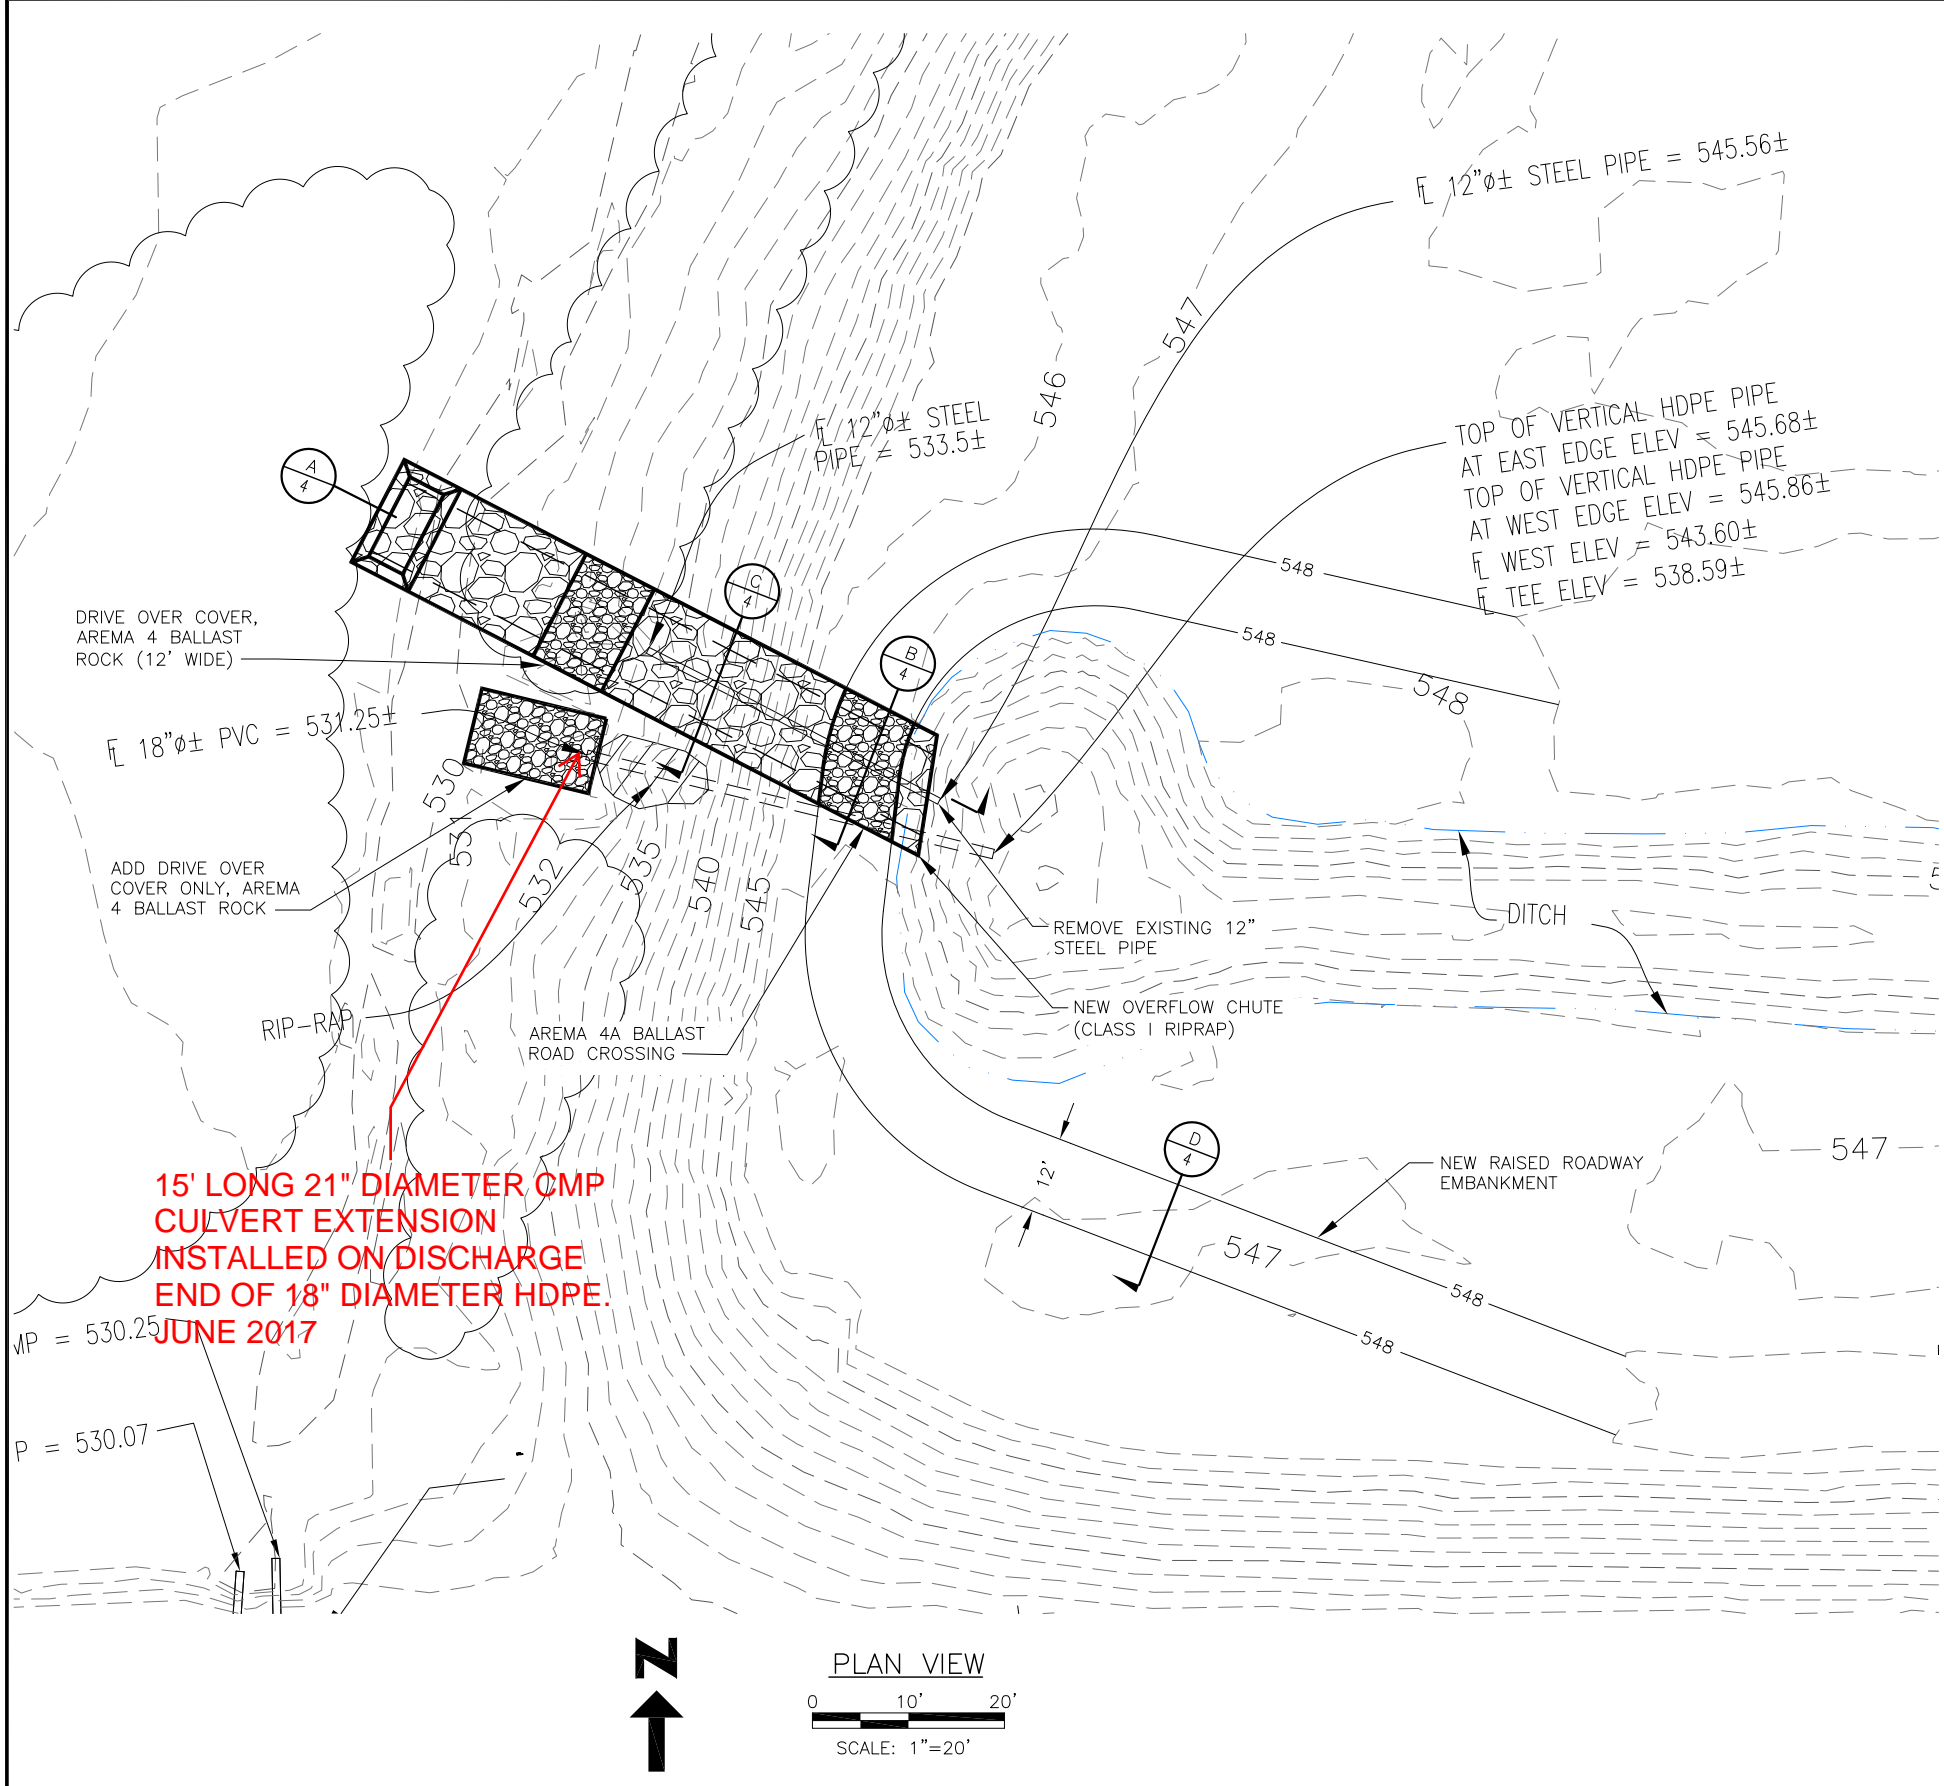 ℄ 12"ø± STEEL PIPE = 545.56±
547
546
℄ 12"ø± STEEL
PIPE = 533.5±
TOP OF VERTICAL HDPE PIPE
AT EAST EDGE ELEV = 545.68±
TOP OF VERTICAL HDPE PIPE
AT WEST EDGE ELEV = 545.86±
℄ WEST ELEV = 543.60±
℄ TEE ELEV = 538.59±
A
4
C
4
B
4
548
548
548
DRIVE OVER COVER,
AREMA 4 BALLAST
ROCK (12' WIDE)
℄ 18"ø± PVC = 531.25±
530
531
532
535
540
545
ADD DRIVE OVER
COVER ONLY, AREMA
4 BALLAST ROCK
REMOVE EXISTING 12"
STEEL PIPE
DITCH
NEW OVERFLOW CHUTE
(CLASS I RIPRAP)
RIP-RAP
AREMA 4A BALLAST
ROAD CROSSING
12'
D
4
NEW RAISED ROADWAY
EMBANKMENT
547
547
548
548
15' LONG 21" DIAMETER CMP
CULVERT EXTENSION
INSTALLED ON DISCHARGE
END OF 18" DIAMETER HDPE.
JUNE 2017
MP = 530.25
P = 530.07
N
PLAN VIEW
0 10' 20'
SCALE: 1"=20'